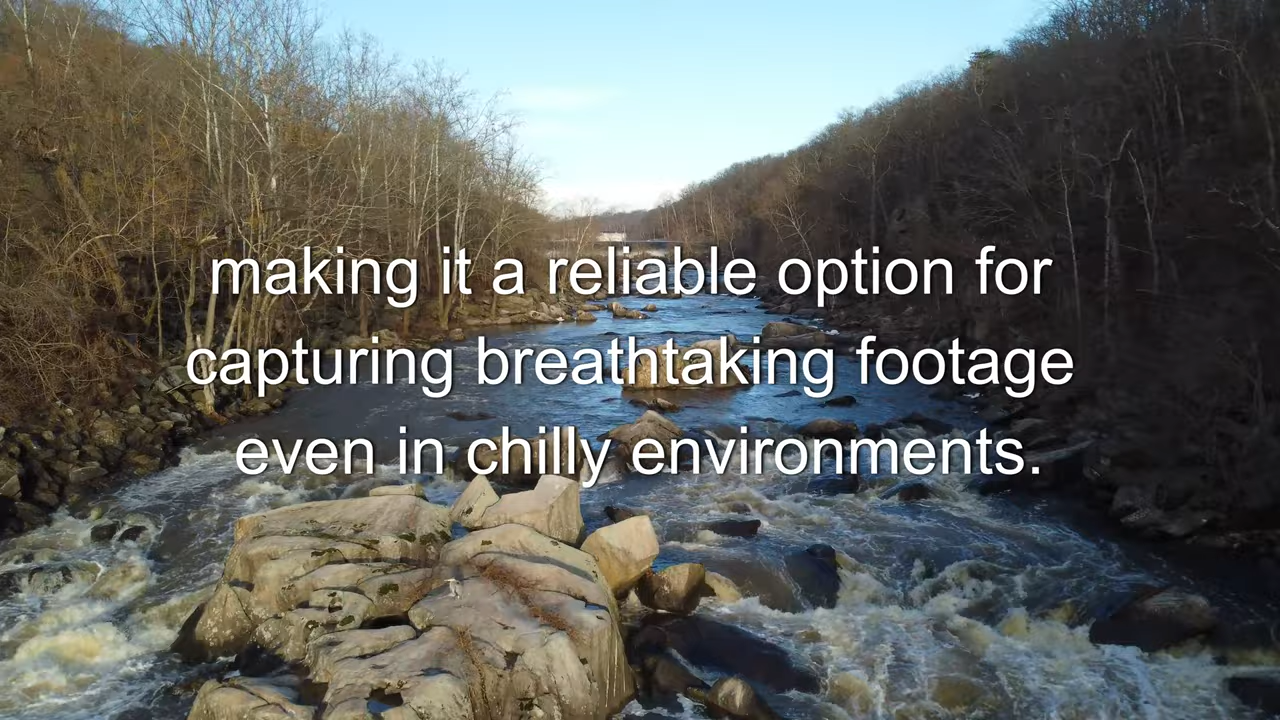 making it a reliable option for
capturing breathtaking footage
even in chilly environments.